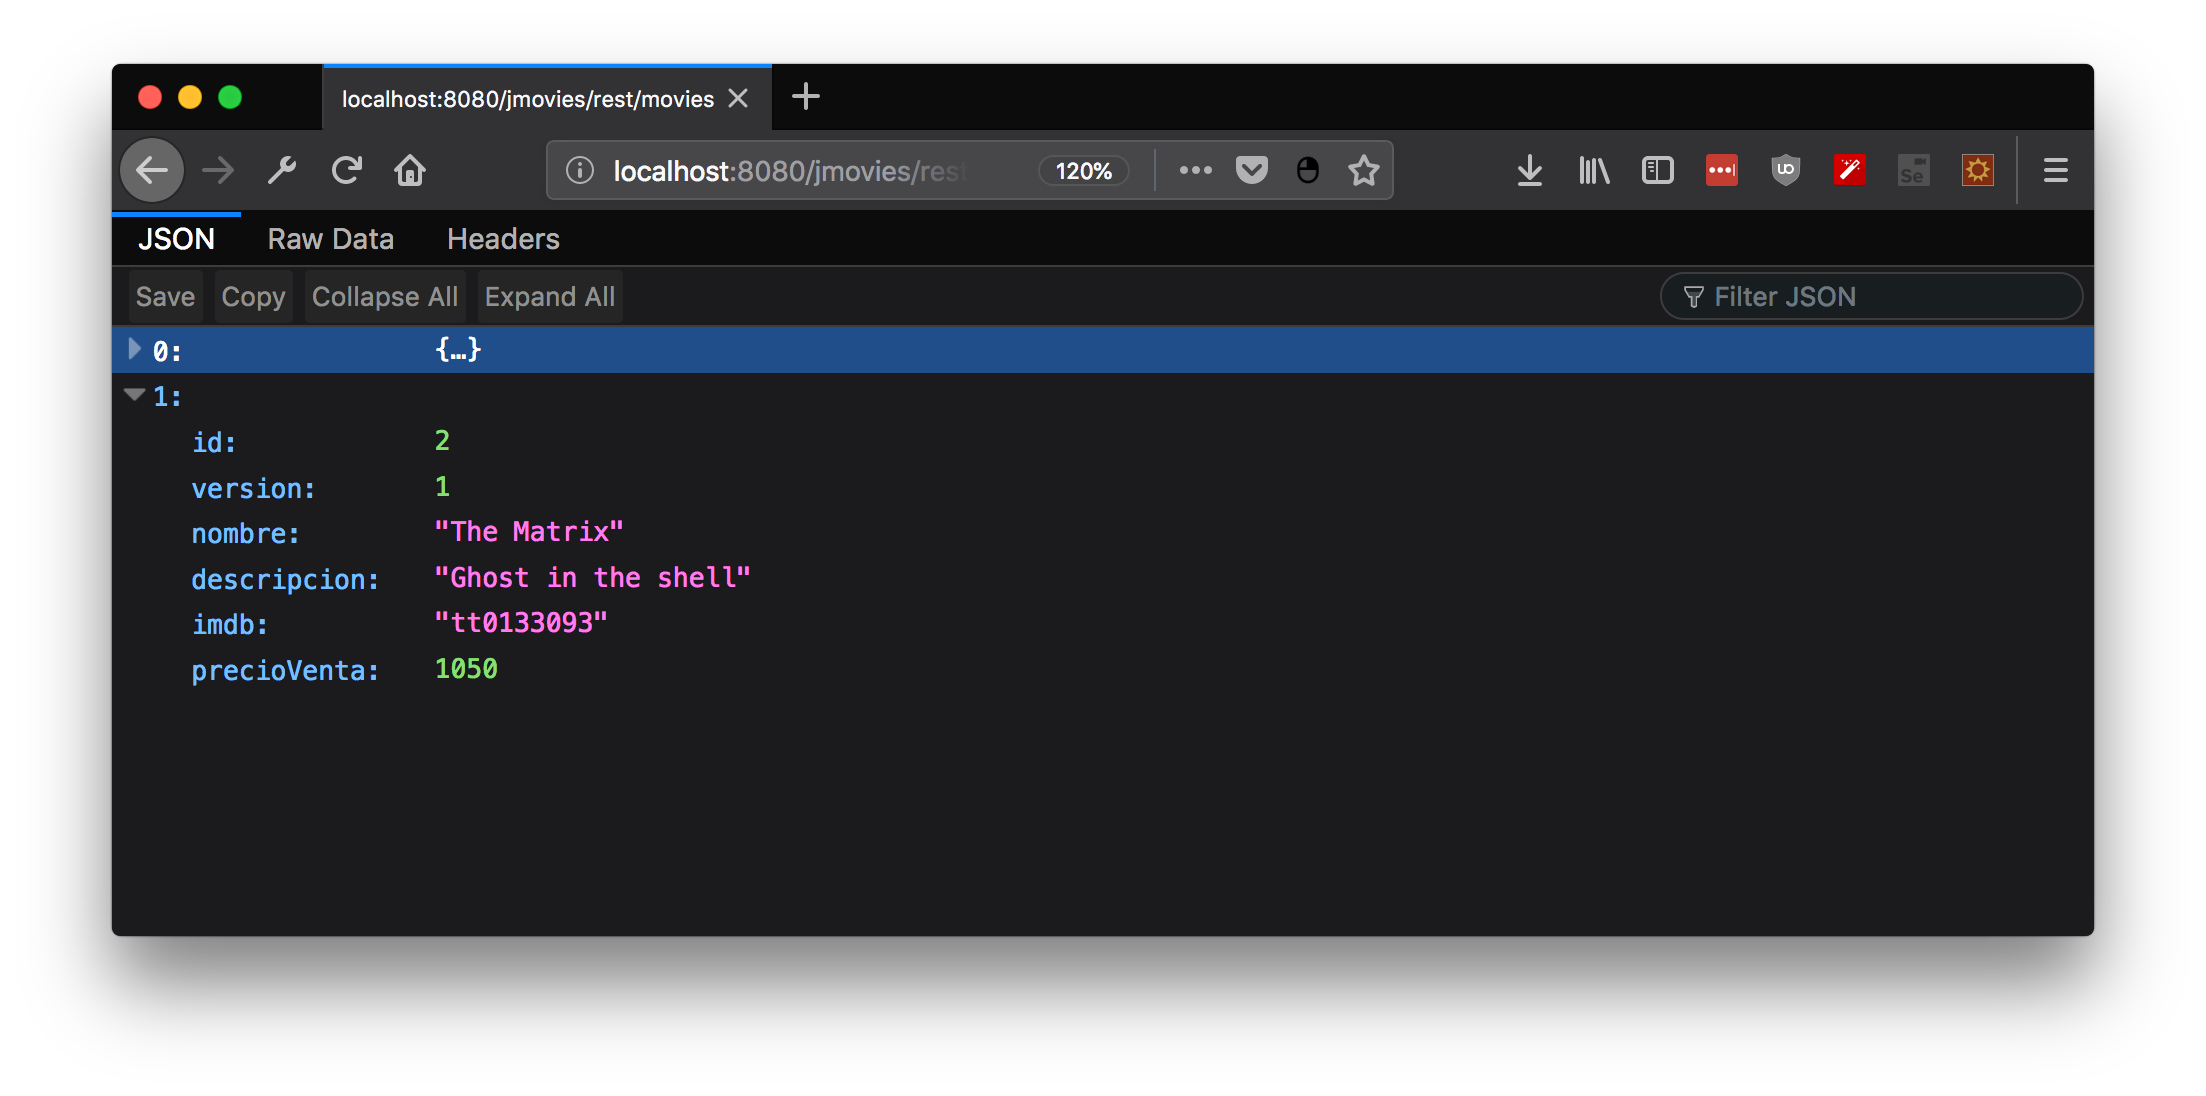 localhost:8080/jmovies/rest/movies
localhost:8080/jmovies/rest
120%
JSON Raw Data Headers
Save Copy Collapse All Expand All Filter JSON
0: {…}
1:
id: 2
version: 1
nombre: "The Matrix"
descripcion: "Ghost in the shell"
imdb: "tt0133093"
precioVenta: 1050
Se